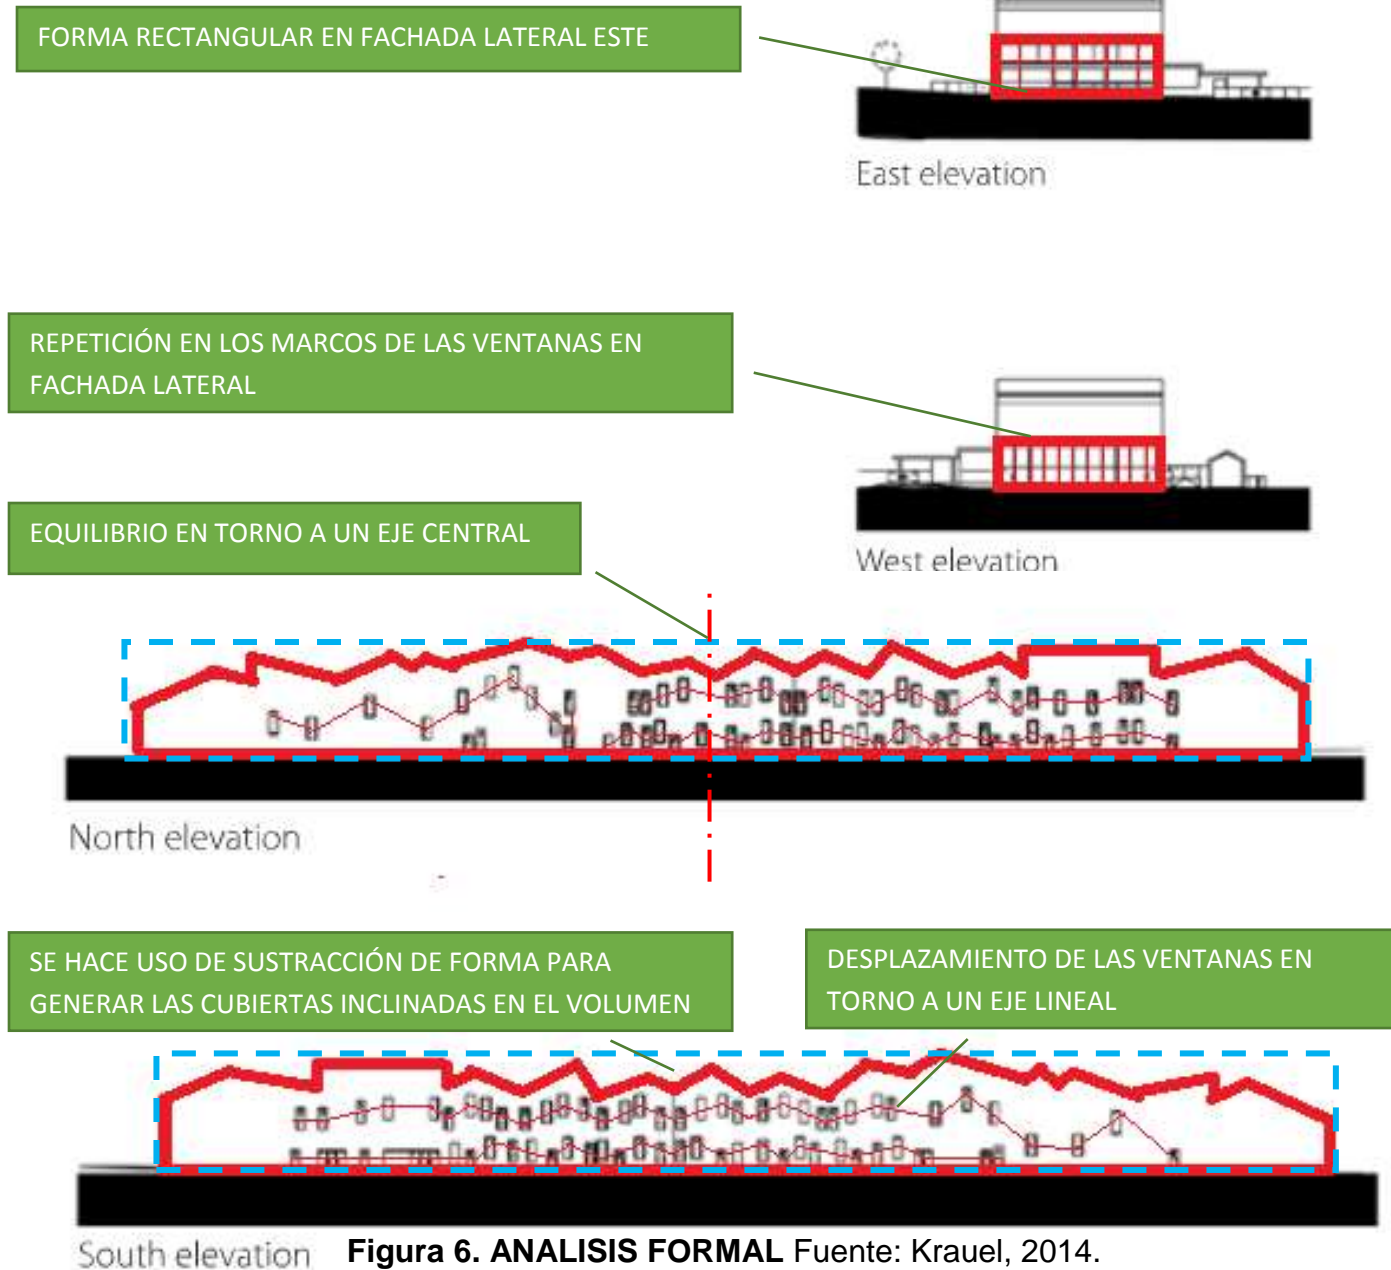 FORMA RECTANGULAR EN FACHADA LATERAL ESTE
East elevation
REPETICIÓN EN LOS MARCOS DE LAS VENTANAS EN
FACHADA LATERAL
EQUILIBRIO EN TORNO A UN EJE CENTRAL
West elevation
North elevation
SE HACE USO DE SUSTRACCIÓN DE FORMA PARA
GENERAR LAS CUBIERTAS INCLINADAS EN EL VOLUMEN
DESPLAZAMIENTO DE LAS VENTANAS EN
TORNO A UN EJE LINEAL
South elevation
Figura 6. ANALISIS FORMAL Fuente: Krauel, 2014.